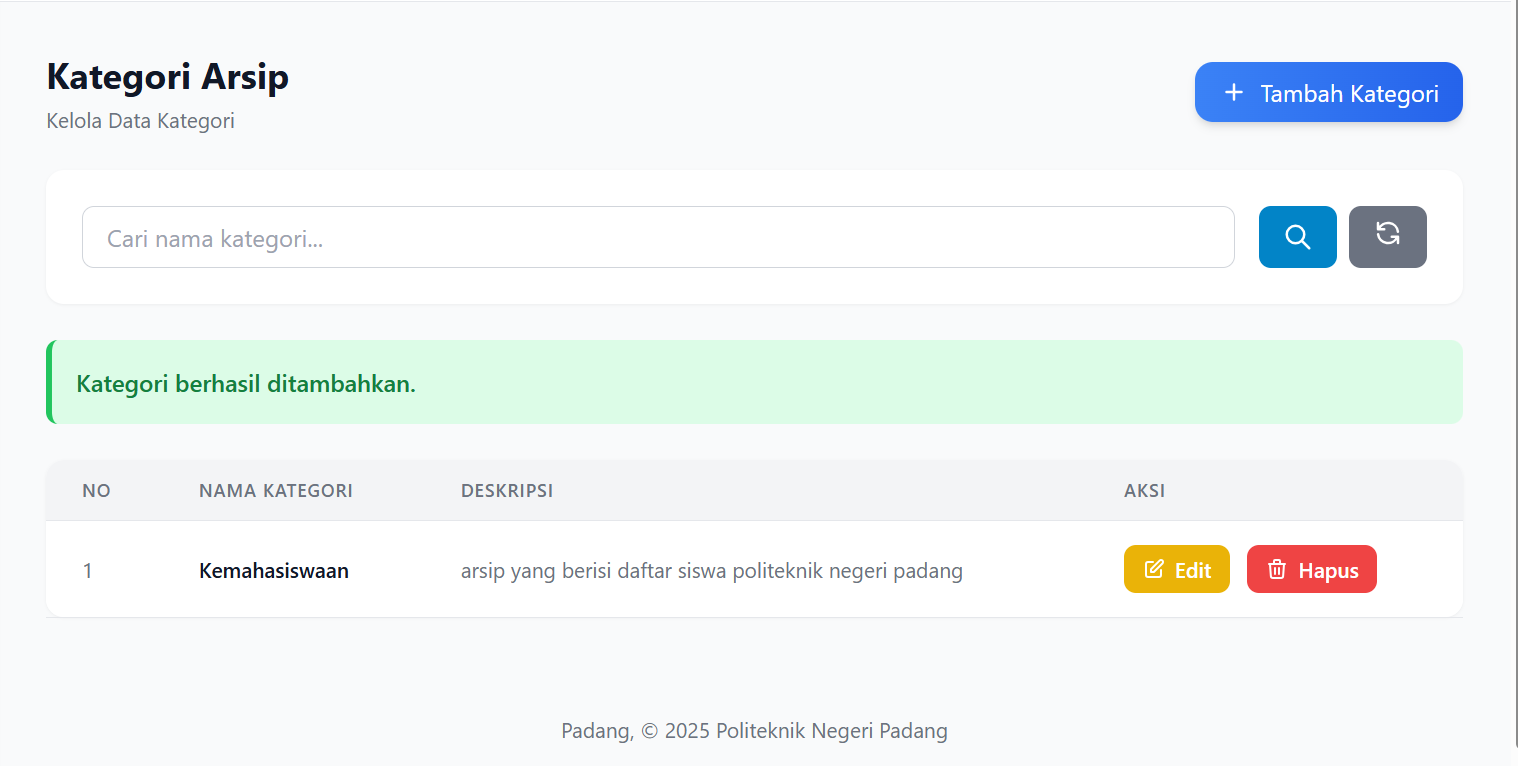 Kategori Arsip
Kelola Data Kategori
Tambah Kategori
Cari nama kategori...
Kategori berhasil ditambahkan.
NO NAMA KATEGORI DESKRIPSI AKSI
1 Kemahasiswaan arsip yang berisi daftar siswa politeknik negeri padang Edit Hapus
Padang, © 2025 Politeknik Negeri Padang